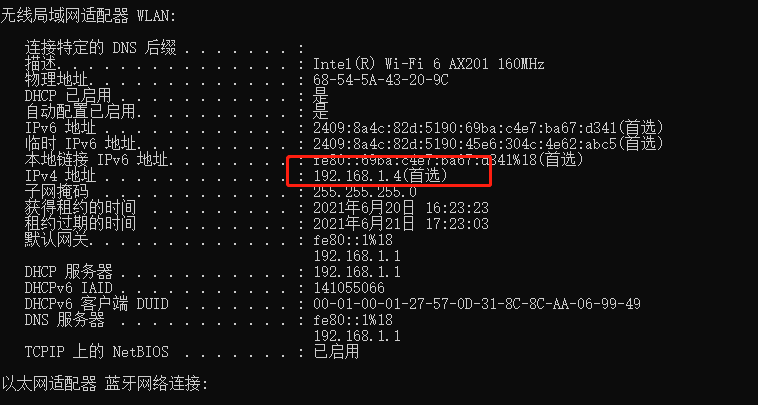 无线局域网适配器 WLAN:
连接特定的 DNS 后缀 . . . . . . . :
描述. . . . . . . . . . . . . . . : Intel(R) Wi-Fi 6 AX201 160MHz
物理地址. . . . . . . . . . . . . : 68-54-5A-43-20-9C
DHCP 已启用 . . . . . . . . . . . : 是
自动配置已启用. . . . . . . . . . : 是
IPv6 地址 . . . . . . . . . . . . : 2409:8a4c:82d:5190:69ba:c4e7:ba67:d341(首选)
临时 IPv6 地址. . . . . . . . . . : 2409:8a4c:82d:5190:45e6:304c:4e62:abc5(首选)
本地链接 IPv6 地址. . . . . . . . : fe80::69ba:c4e7:ba67:d341%18(首选)
IPv4 地址 . . . . . . . . . . . . : 192.168.1.4(首选)
子网掩码 . . . . . . . . . . . . : 255.255.255.0
获得租约的时间 . . . . . . . . . : 2021年6月20日 16:23:23
租约过期的时间 . . . . . . . . . : 2021年6月21日 17:23:03
默认网关. . . . . . . . . . . . . : fe80::1%18
192.168.1.1
DHCP 服务器 . . . . . . . . . . . : 192.168.1.1
DHCPv6 IAID . . . . . . . . . . . : 141055066
DHCPv6 客户端 DUID . . . . . . . : 00-01-00-01-27-57-0D-31-8C-8C-AA-06-99-49
DNS 服务器 . . . . . . . . . . . : fe80::1%18
192.168.1.1
TCPIP 上的 NetBIOS . . . . . . . : 已启用
以太网适配器 蓝牙网络连接: